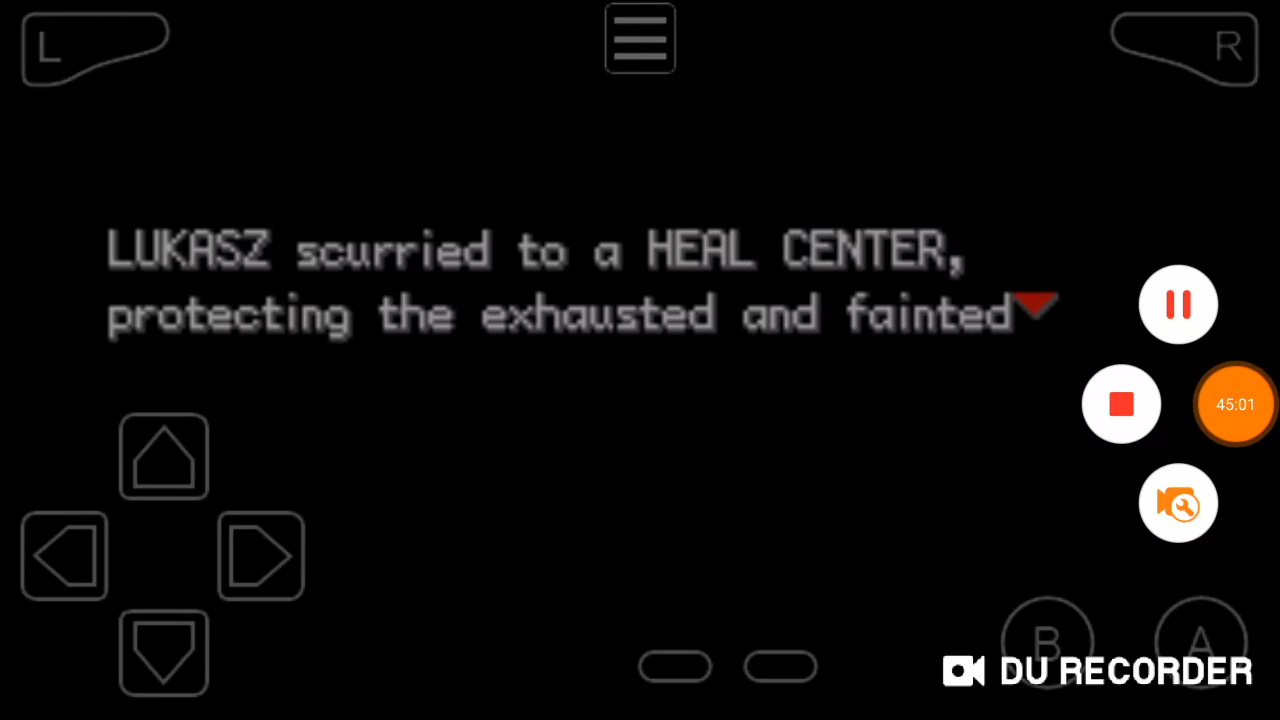 L
R
LUKASZ scurried to a HEAL CENTER,
protecting the exhausted and fainted
45:01
B
A
DU RECORDER